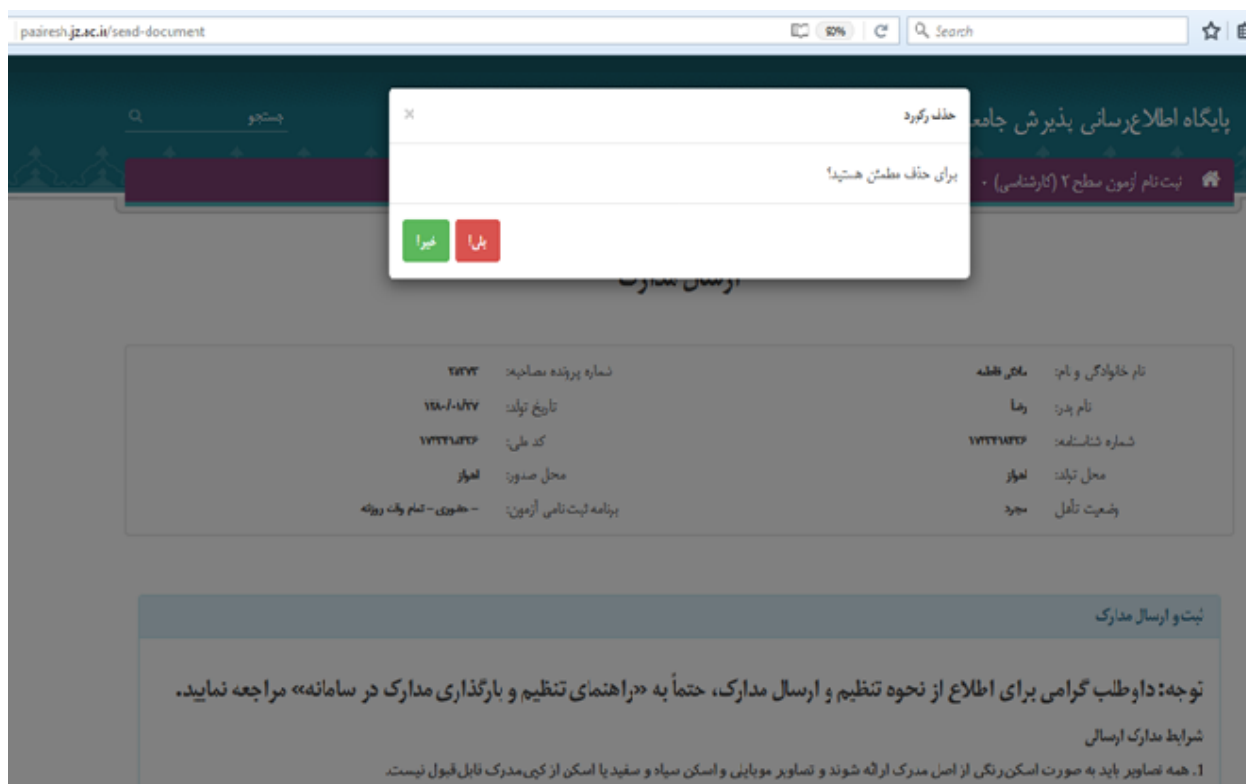 paziresh.jz.ac.ir/send-document
90%
Search
پایگاه اطلاع‌رسانی پذیرش جامعه
جستجو
ثبت نام آزمون سطح ۲ (کارشناسی)
حذف رکورد
×
برای حذف مطمئن هستید؟
بلی!
خیر!
ارسال مدارک
نام خانوادگی و نام:
شماره پرونده مصاحبه:
نام پدر: رضا
تاریخ تولد:
شماره شناسنامه:
کد ملی:
محل تولد: اهواز
محل صدور: اهواز
وضعیت تأهل مجرد
برنامه ثبت نامی آزمون: – حضوری – تمام وقت روزانه
ثبت و ارسال مدارک
توجه: داوطلب گرامی برای اطلاع از نحوه تنظیم و ارسال مدارک، حتماً به «راهنمای تنظیم و بارگذاری مدارک در سامانه» مراجعه نمایید.
شرایط مدارک ارسالی
1. همه تصاویر باید به صورت اسکن رنگی از اصل مدرک ارائه شوند و تصاویر موبایلی و اسکن سیاه و سفید یا اسکن از کپی مدرک قابل قبول نیست.